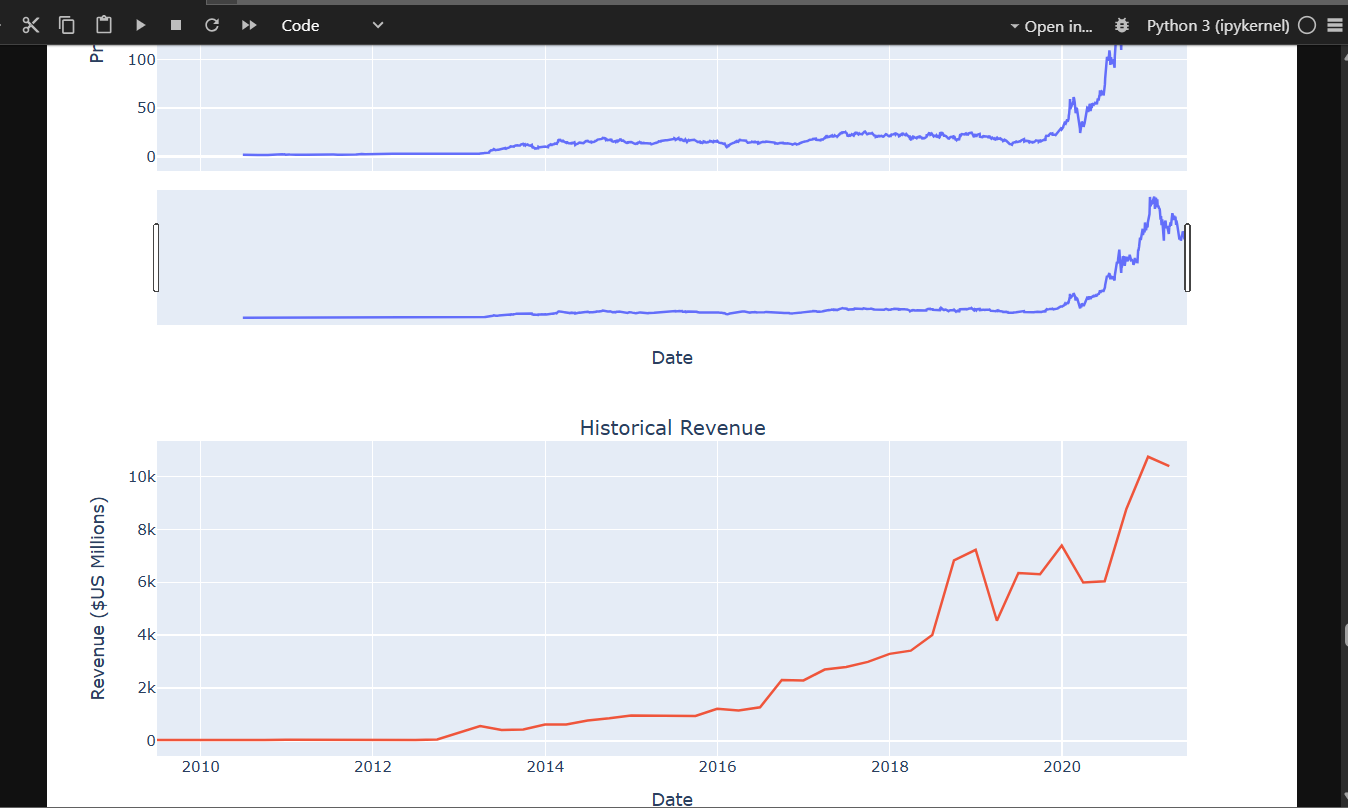 Code
Open in...
Python 3 (ipykernel)
100
50
0
Date
Historical Revenue
Revenue ($US Millions)
10k
8k
6k
4k
2k
0
2010 2012 2014 2016 2018 2020
Date